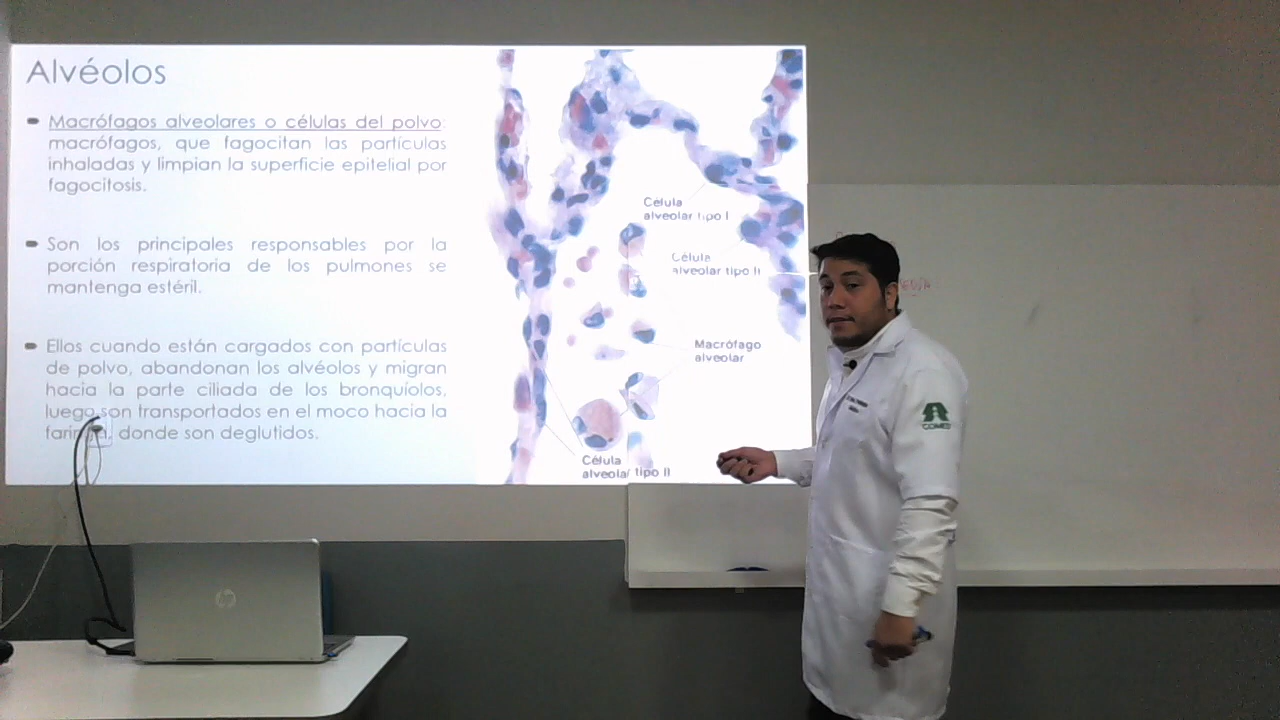 Alvéolos
Macrófagos alveolares o células del polvo:
macrófagos, que fagocitan las partículas
inhaladas y limpian la superficie epitelial por
fagocitosis.
Son los principales responsables por la
porción respiratoria de los pulmones se
mantenga estéril.
Ellos cuando están cargados con partículas
de polvo, abandonan los alvéolos y migran
hacia la parte ciliada de los bronquíolos,
luego son transportados en el moco hacia la
donde son deglutidos.
Célula
alveolar tipo I
Célula
alveolar tipo II
Macrófago
alveolar
Célula
alveolar tipo II
COMED
hp